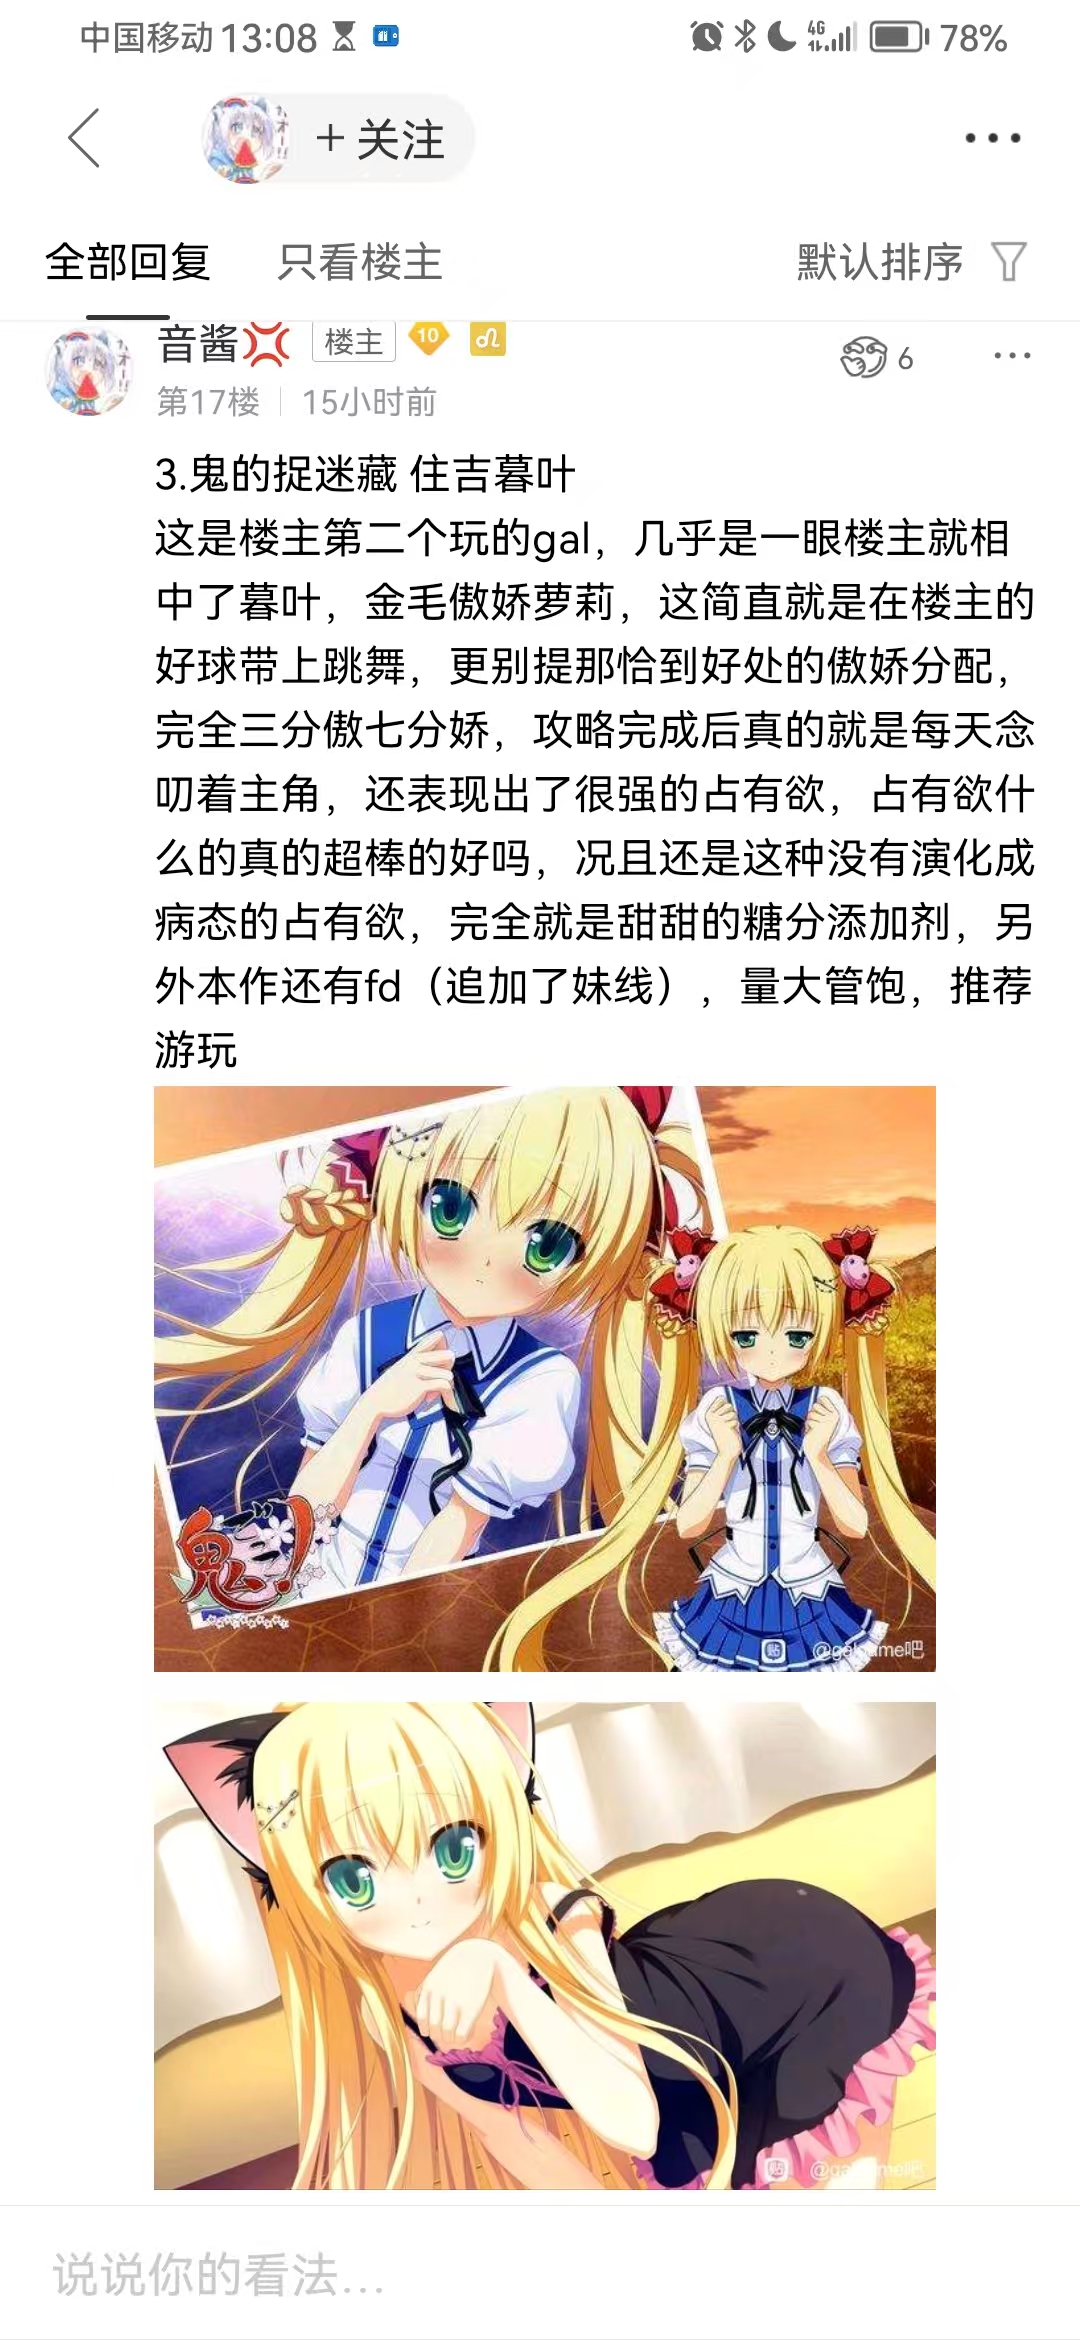 中国移动 13:08 4G 78%
+ 关注
全部回复 只看楼主 默认排序
音酱💢 楼主 10 ♌ 6
第17楼 | 15小时前
3.鬼的捉迷藏 住吉暮叶
这是楼主第二个玩的gal，几乎是一眼楼主就相
中了暮叶，金毛傲娇萝莉，这简直就是在楼主的
好球带上跳舞，更别提那恰到好处的傲娇分配，
完全三分傲七分娇，攻略完成后真的就是每天念
叨着主角，还表现出了很强的占有欲，占有欲什
么的真的超棒的好吗，况且还是这种没有演化成
病态的占有欲，完全就是甜甜的糖分添加剂，另
外本作还有fd（追加了妹线），量大管饱，推荐
游玩
鬼ごっこ!
贴 @galgame吧
贴 @galgame吧
说说你的看法...